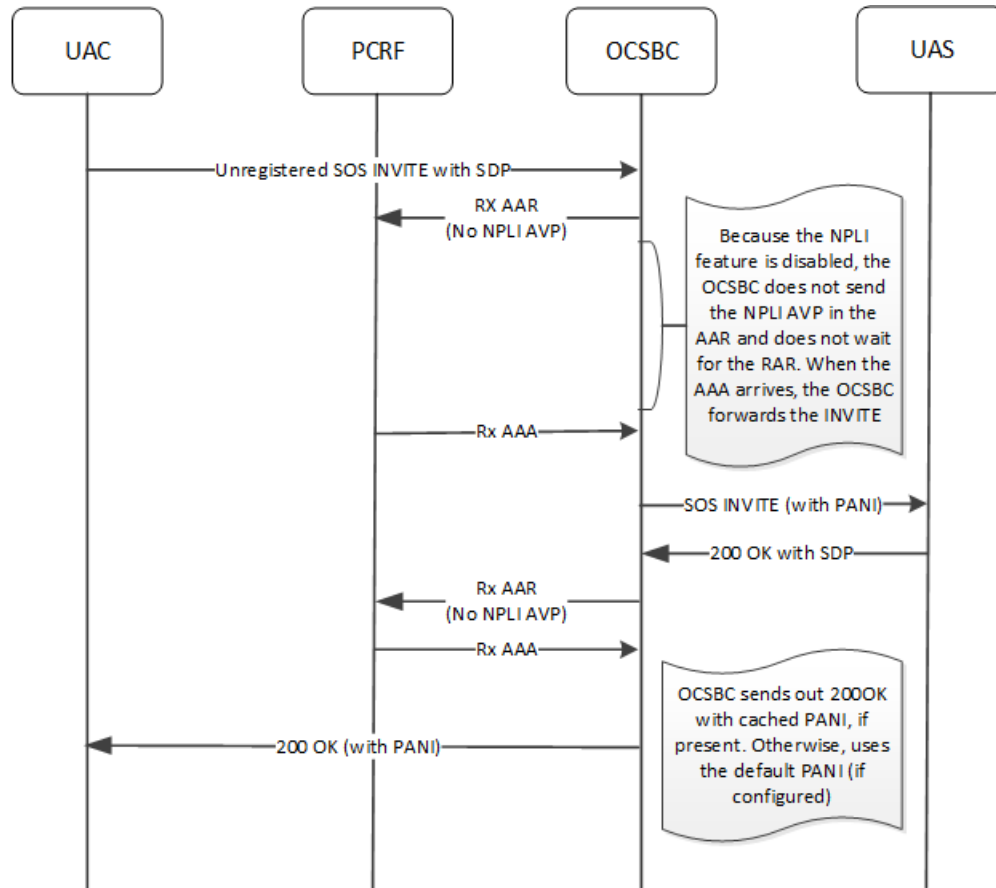 UAC
PCRF
OCSBC
UAS
Unregistered SOS INVITE with SDP
RX AAR
(No NPLI AVP)
Because the NPLI
feature is disabled, the
OCSBC does not send
the NPLI AVP in the
AAR and does not wait
for the RAR. When the
AAA arrives, the OCSBC
forwards the INVITE
Rx AAA
SOS INVITE (with PANI)
200 OK with SDP
Rx AAR
(No NPLI AVP)
Rx AAA
OCSBC sends out 200OK
with cached PANI, if
present. Otherwise, uses
the default PANI (if
configured)
200 OK (with PANI)